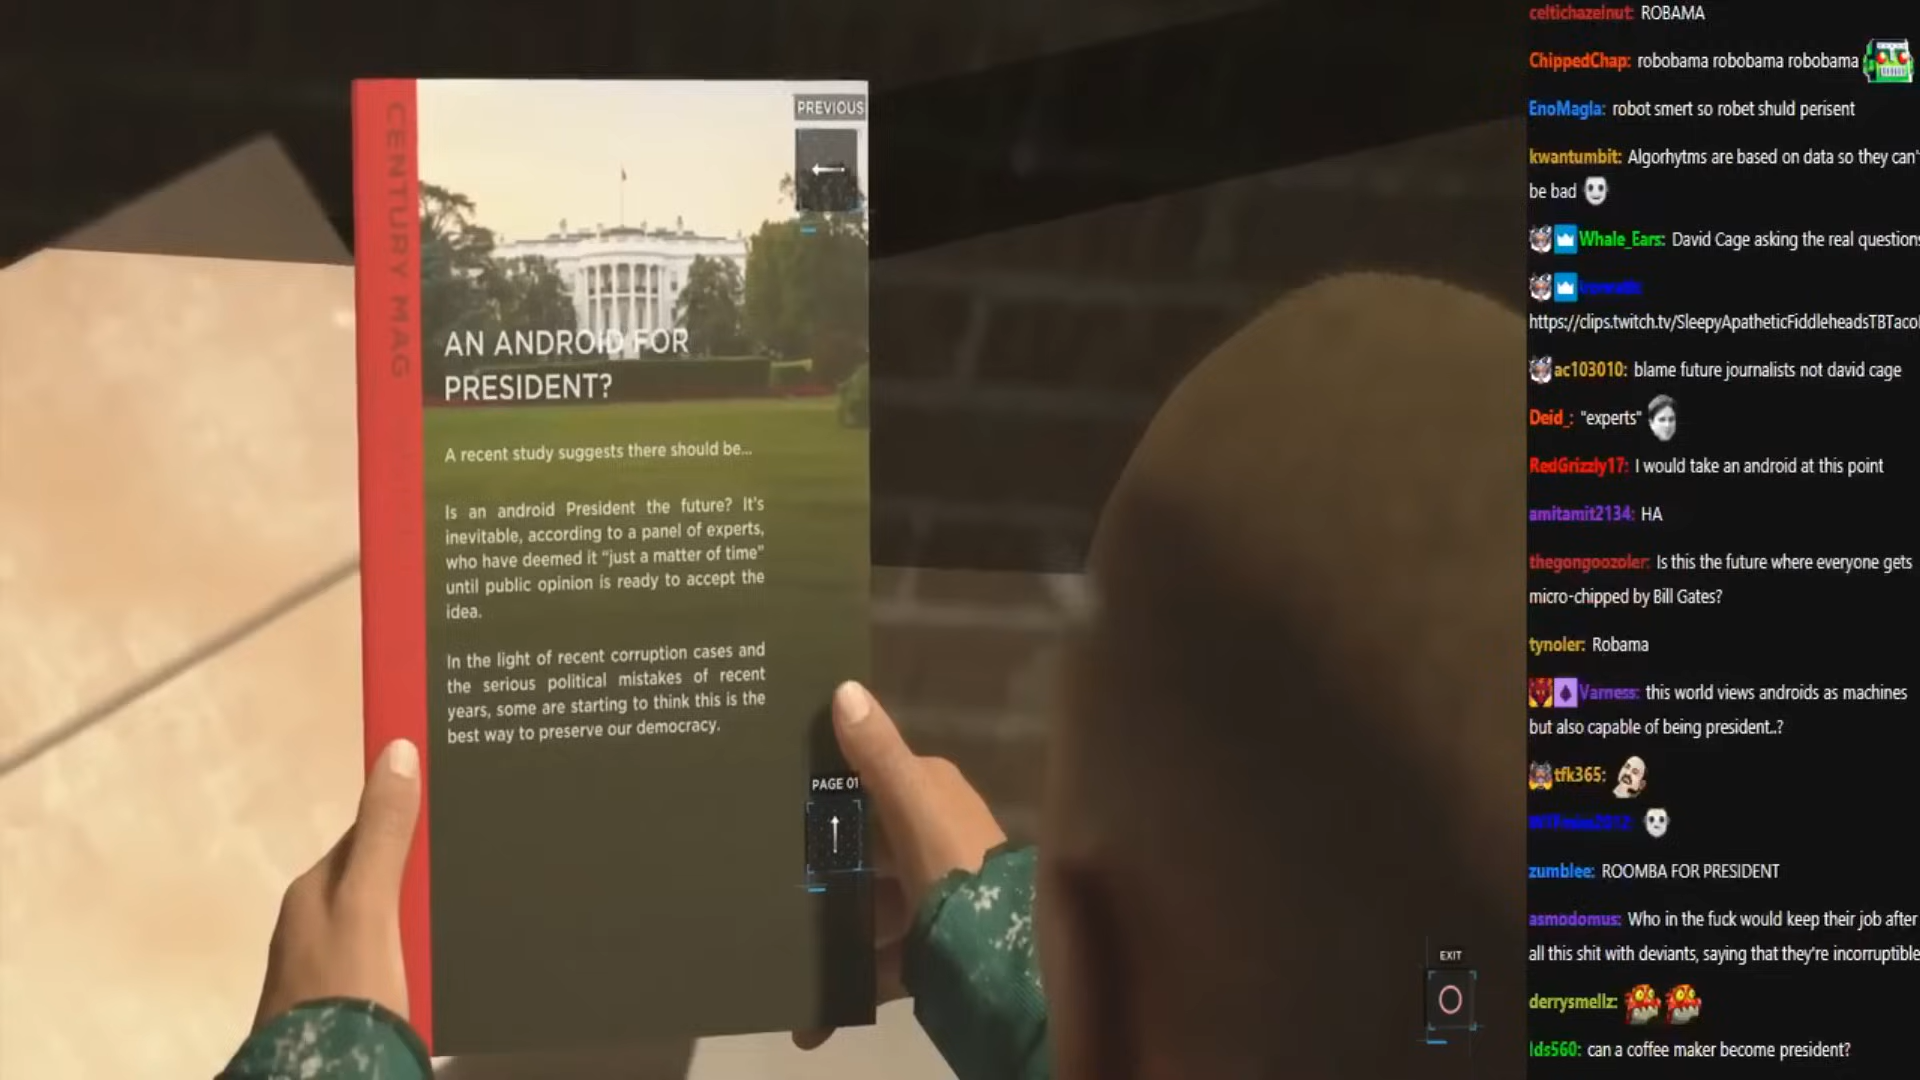 CENTURY MAG
PREVIOUS
AN ANDROID FOR
PRESIDENT?
A recent study suggests there should be...
Is an android President the future? It's
inevitable, according to a panel of experts,
who have deemed it “just a matter of time”
until public opinion is ready to accept the
idea.
In the light of recent corruption cases and
the serious political mistakes of recent
years, some are starting to think this is the
best way to preserve our democracy.
PAGE 01
EXIT
celtichazelnut: ROBAMA
ChippedChap: robobama robobama robobama
EnoMagla: robot smert so robet shuld perisent
kwantumbit: Algorhytms are based on data so they can'
be bad
Whale_Ears: David Cage asking the real questions
https://clips.twitch.tv/SleepyApatheticFiddleheadsTBTaco
ac103010: blame future journalists not david cage
Deid_: "experts"
RedGrizzly17: I would take an android at this point
amitamit2134: HA
thegongoozoler: Is this the future where everyone gets
micro-chipped by Bill Gates?
tynoler: Robama
Varness: this world views androids as machines
but also capable of being president..?
tfk365:
zumblee: ROOMBA FOR PRESIDENT
asmodomus: Who in the fuck would keep their job after
all this shit with deviants, saying that they're incorruptible
derrysmellz:
lds560: can a coffee maker become president?